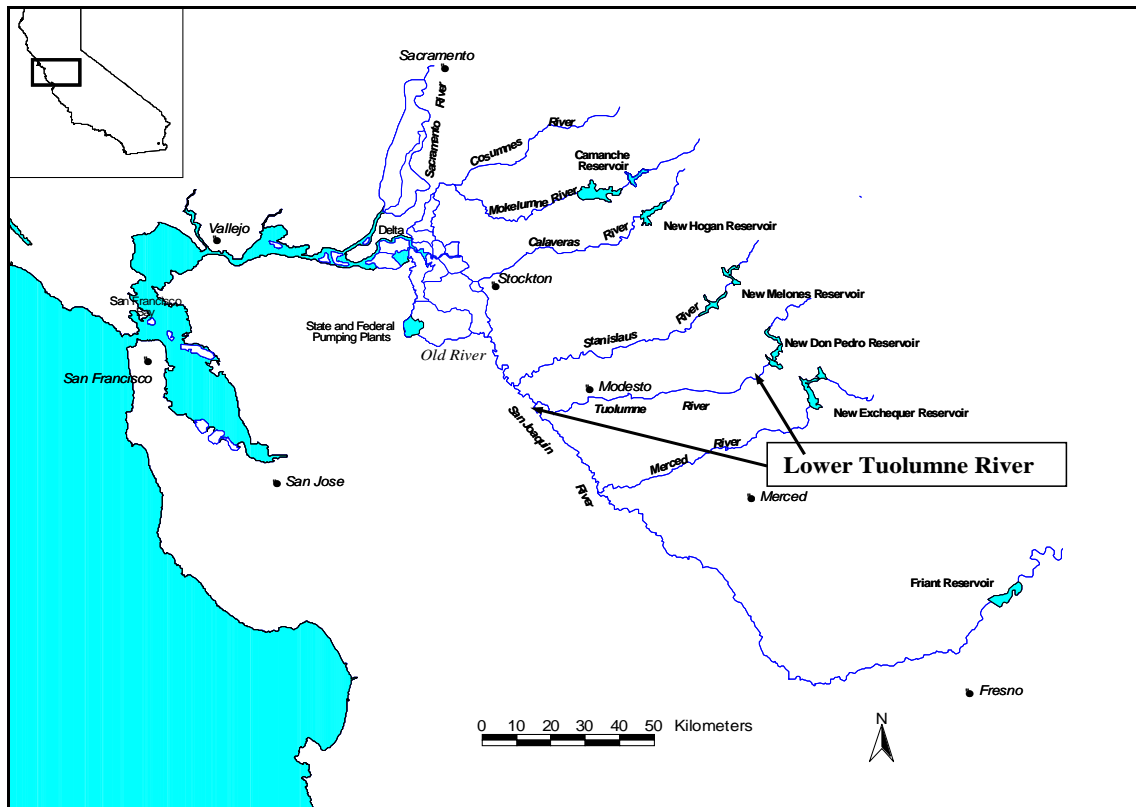 Sacramento
Sacramento River
Cosumnes River
Camanche
Reservoir
Mokelumne River
Vallejo
Delta
Calaveras River
New Hogan Reservoir
Stockton
San Francisco
Bay
New Melones Reservoir
State and Federal
Pumping Plants
Stanislaus River
Old River
New Don Pedro Reservoir
San Francisco
Modesto
Tuolumne River
New Exchequer Reservoir
San Joaquin River
Merced River
Lower Tuolumne River
San Jose
Merced
Friant Reservoir
Fresno
0 10 20 30 40 50 Kilometers
N